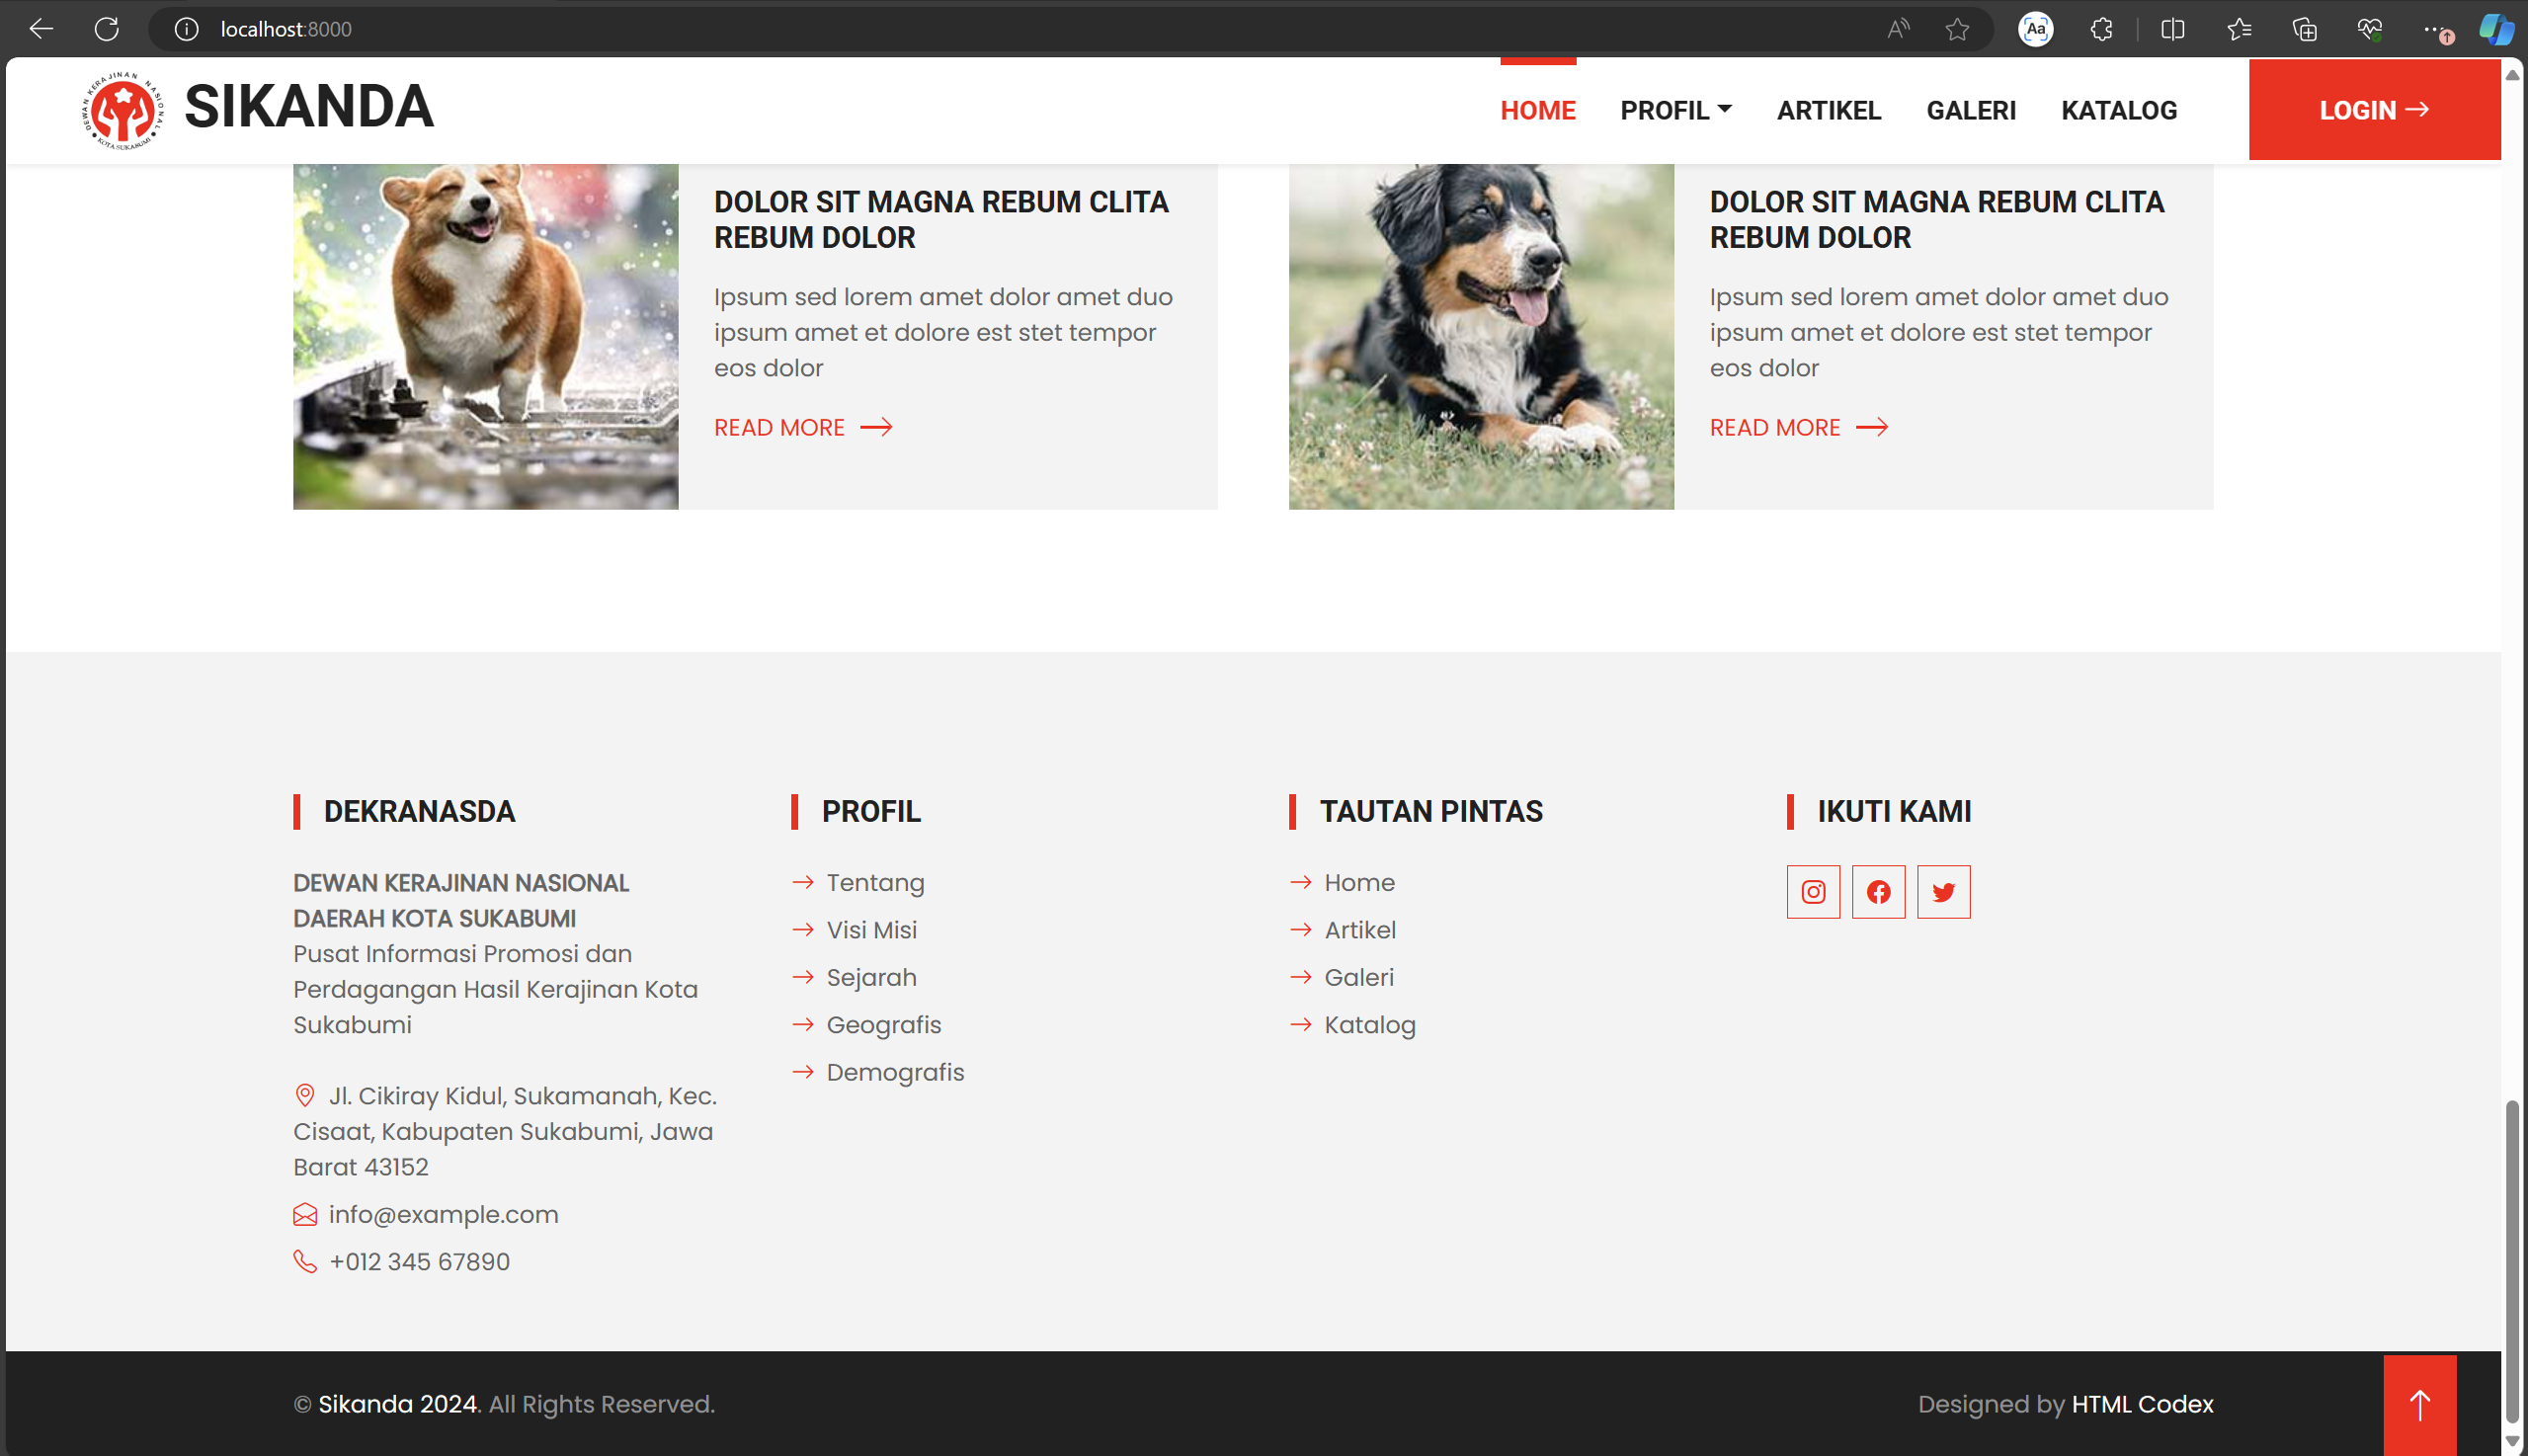 localhost:8000
DEWAN KERAJINAN NASIONAL
KOTA SUKABUMI
SIKANDA
HOME
PROFIL
ARTIKEL
GALERI
KATALOG
LOGIN
DOLOR SIT MAGNA REBUM CLITA
REBUM DOLOR
Ipsum sed lorem amet dolor amet duo
ipsum amet et dolore est stet tempor
eos dolor
READ MORE
DOLOR SIT MAGNA REBUM CLITA
REBUM DOLOR
Ipsum sed lorem amet dolor amet duo
ipsum amet et dolore est stet tempor
eos dolor
READ MORE
DEKRANASDA
DEWAN KERAJINAN NASIONAL
DAERAH KOTA SUKABUMI
Pusat Informasi Promosi dan
Perdagangan Hasil Kerajinan Kota
Sukabumi
Jl. Cikiray Kidul, Sukamanah, Kec.
Cisaat, Kabupaten Sukabumi, Jawa
Barat 43152
info@example.com
+012 345 67890
PROFIL
Tentang
Visi Misi
Sejarah
Geografis
Demografis
TAUTAN PINTAS
Home
Artikel
Galeri
Katalog
IKUTI KAMI
© Sikanda 2024. All Rights Reserved.
Designed by HTML Codex